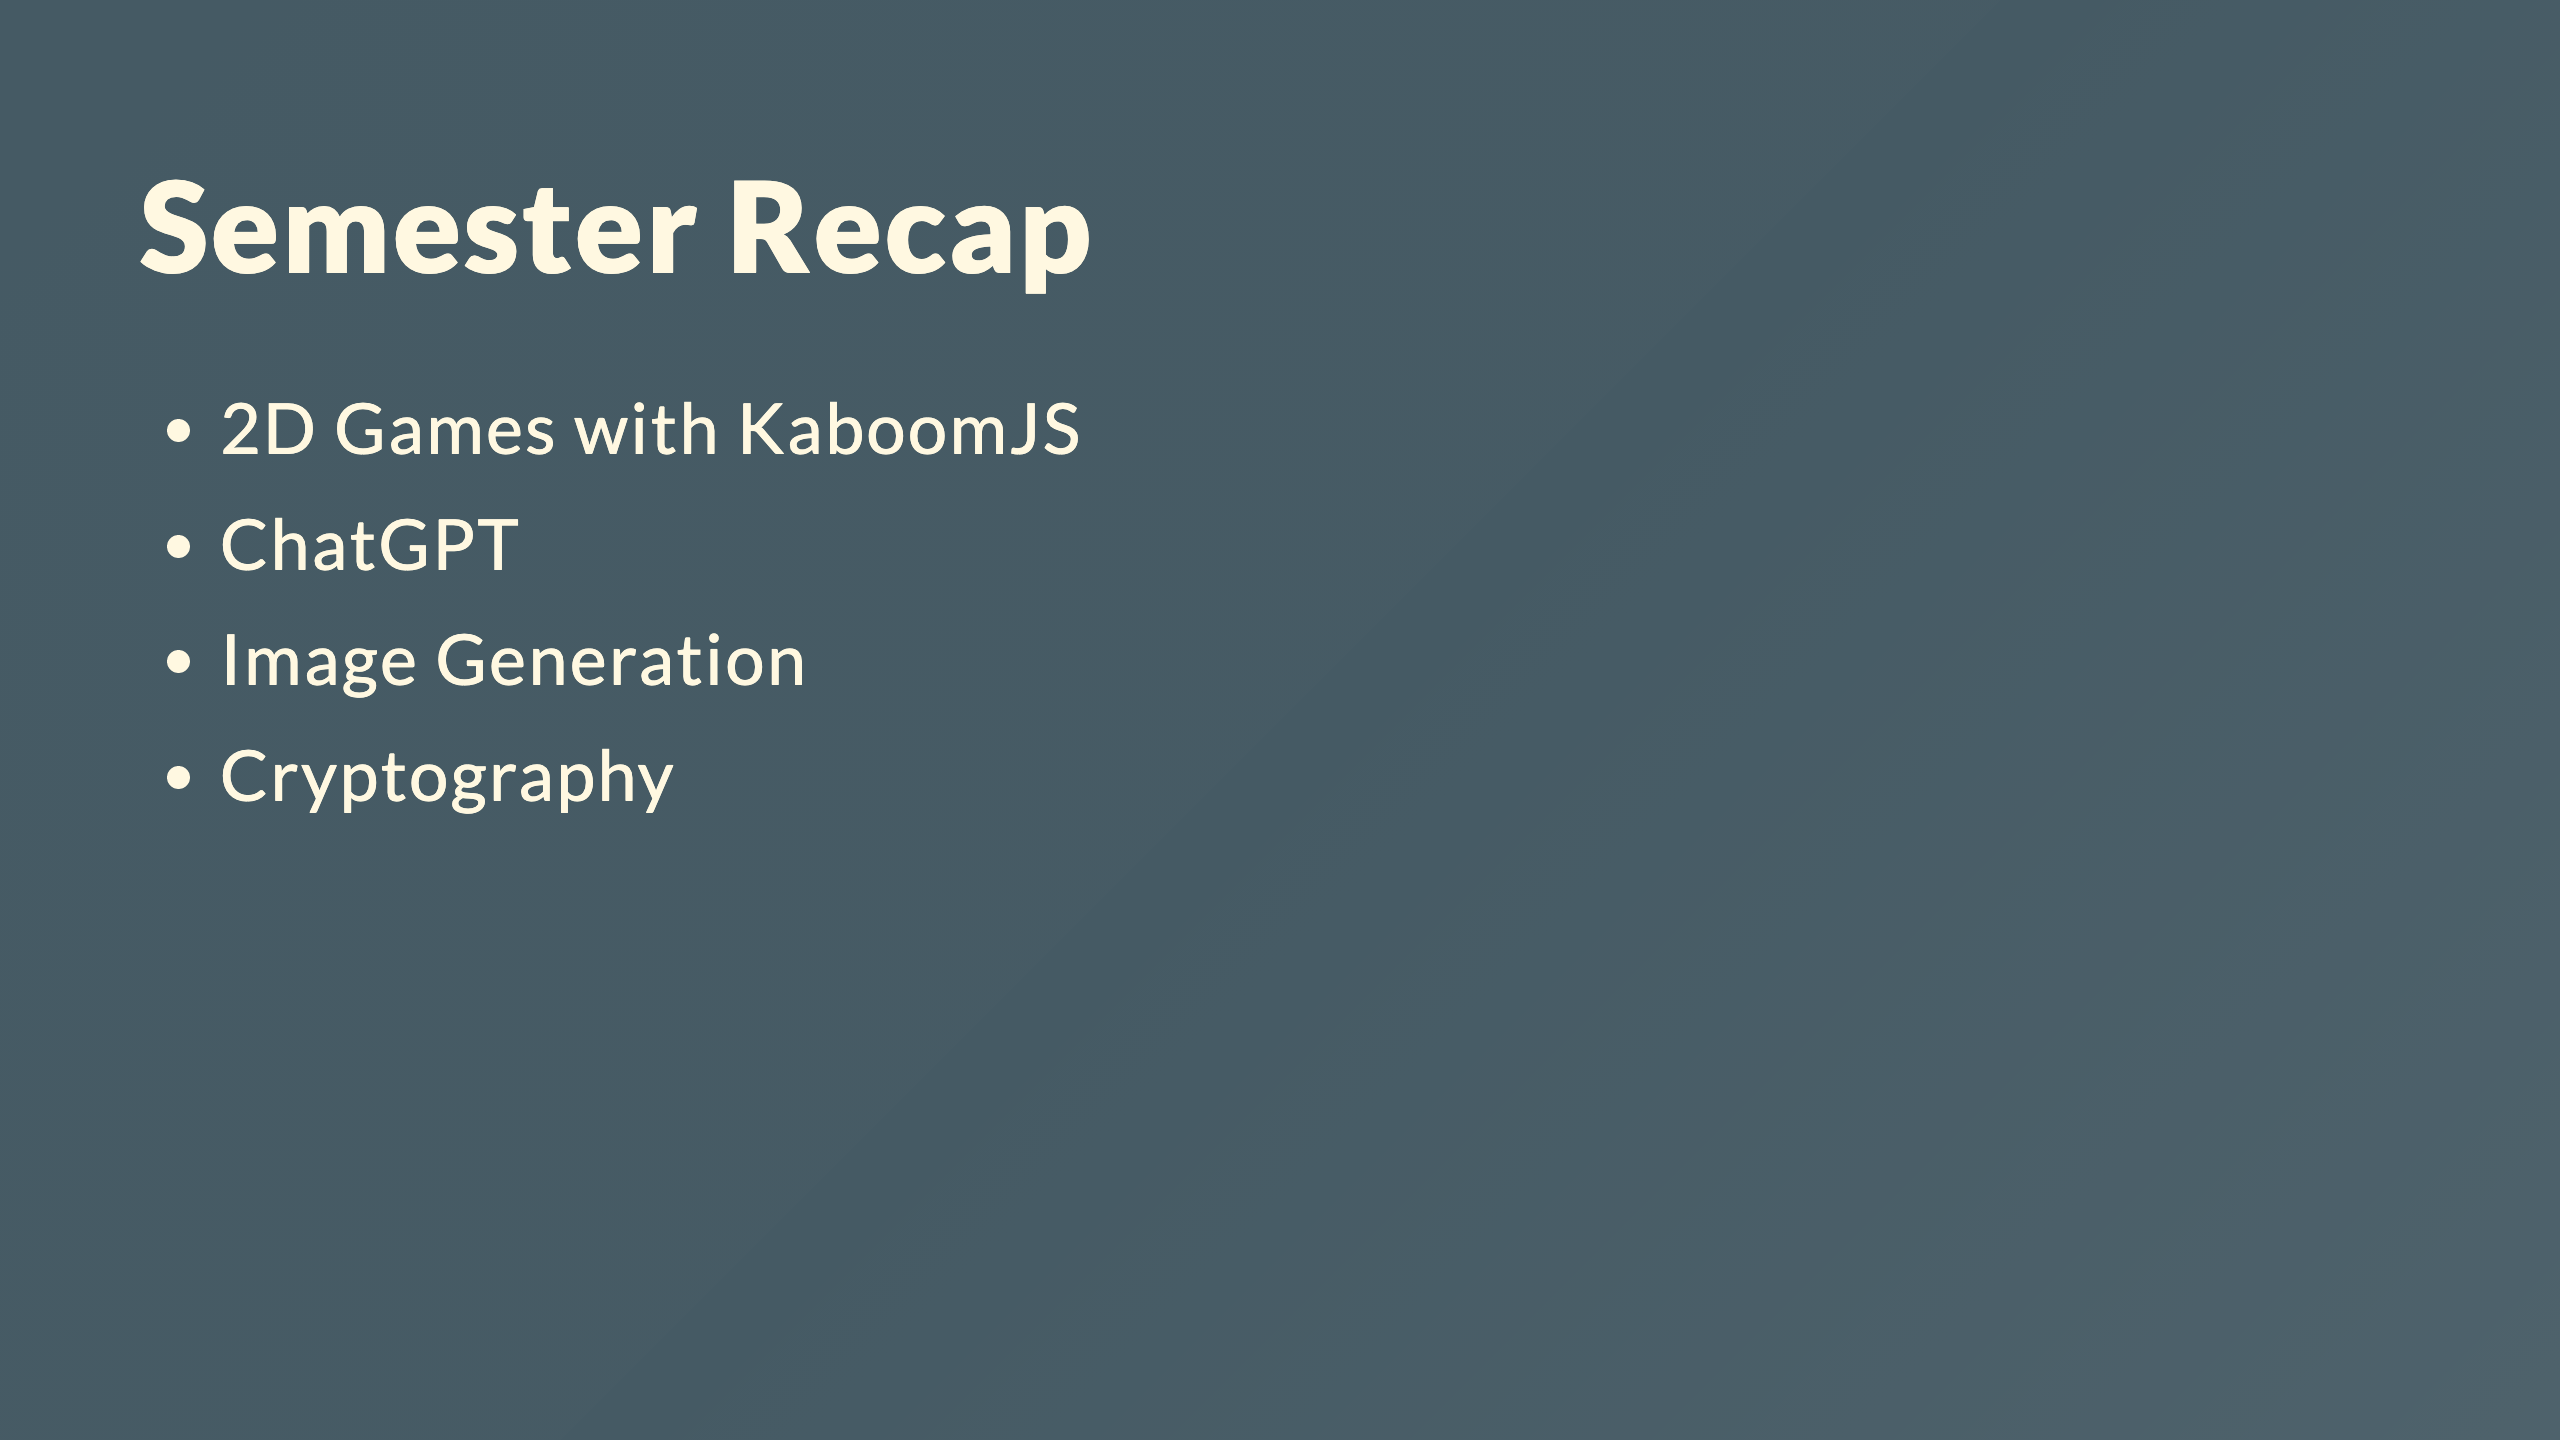 Semester Recap
• 2D Games with KaboomJS
• ChatGPT
• Image Generation
• Cryptography